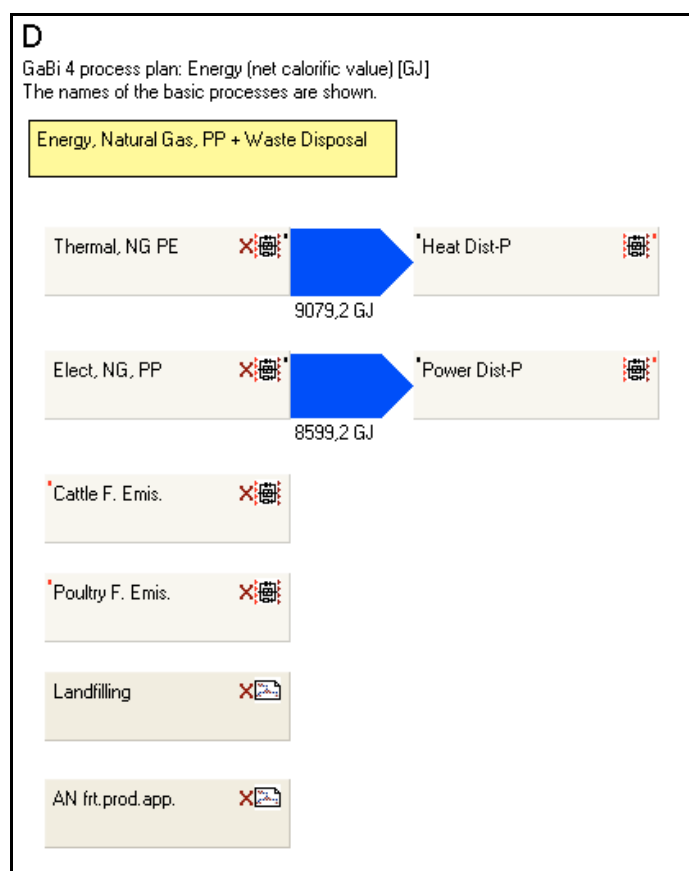 D
GaBi 4 process plan: Energy (net calorific value) [GJ]
The names of the basic processes are shown.
Energy, Natural Gas, PP + Waste Disposal
Thermal, NG PE
Heat Dist-P
9079,2 GJ
Elect, NG, PP
Power Dist-P
8599,2 GJ
Cattle F. Emis.
Poultry F. Emis.
Landfilling
AN frt.prod.app.